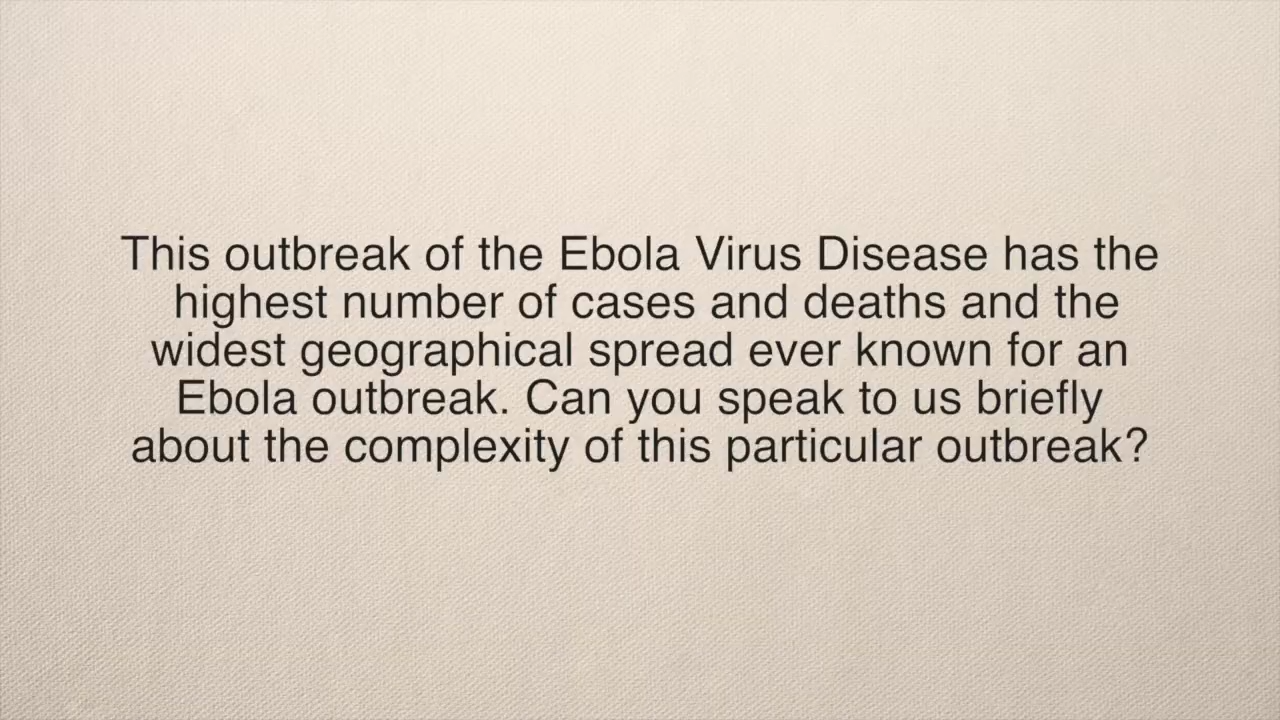 This outbreak of the Ebola Virus Disease has the
highest number of cases and deaths and the
widest geographical spread ever known for an
Ebola outbreak. Can you speak to us briefly
about the complexity of this particular outbreak?